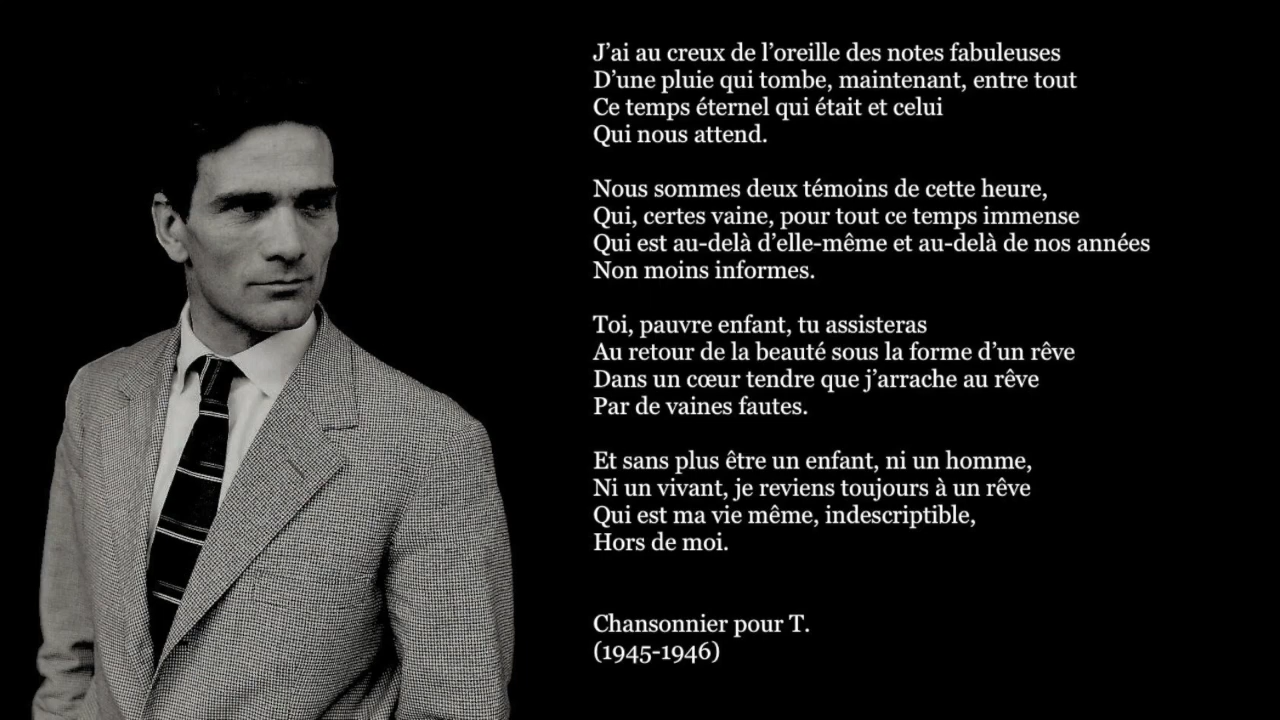 J’ai au creux de l’oreille des notes fabuleuses
D’une pluie qui tombe, maintenant, entre tout
Ce temps éternel qui était et celui
Qui nous attend.
Nous sommes deux témoins de cette heure,
Qui, certes vaine, pour tout ce temps immense
Qui est au-delà d’elle-même et au-delà de nos années
Non moins informes.
Toi, pauvre enfant, tu assisteras
Au retour de la beauté sous la forme d’un rêve
Dans un cœur tendre que j’arrache au rêve
Par de vaines fautes.
Et sans plus être un enfant, ni un homme,
Ni un vivant, je reviens toujours à un rêve
Qui est ma vie même, indescriptible,
Hors de moi.
Chansonnier pour T.
(1945-1946)